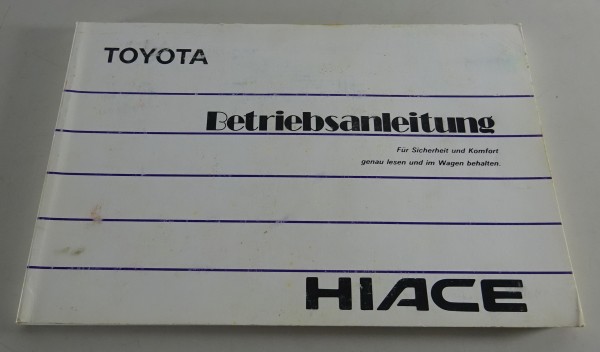 TOYOTA
Betriebsanleitung
Für Sicherheit und Komfort
genau lesen und im Wagen behalten.
HIACE